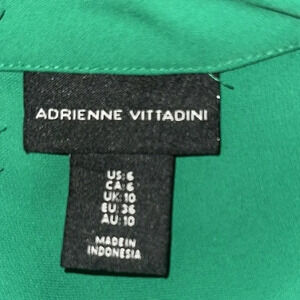 ADRIENNE VITTADINI
US: 6
CA: 6
UK: 10
EU: 36
AU: 10
MADE IN
INDONESIA